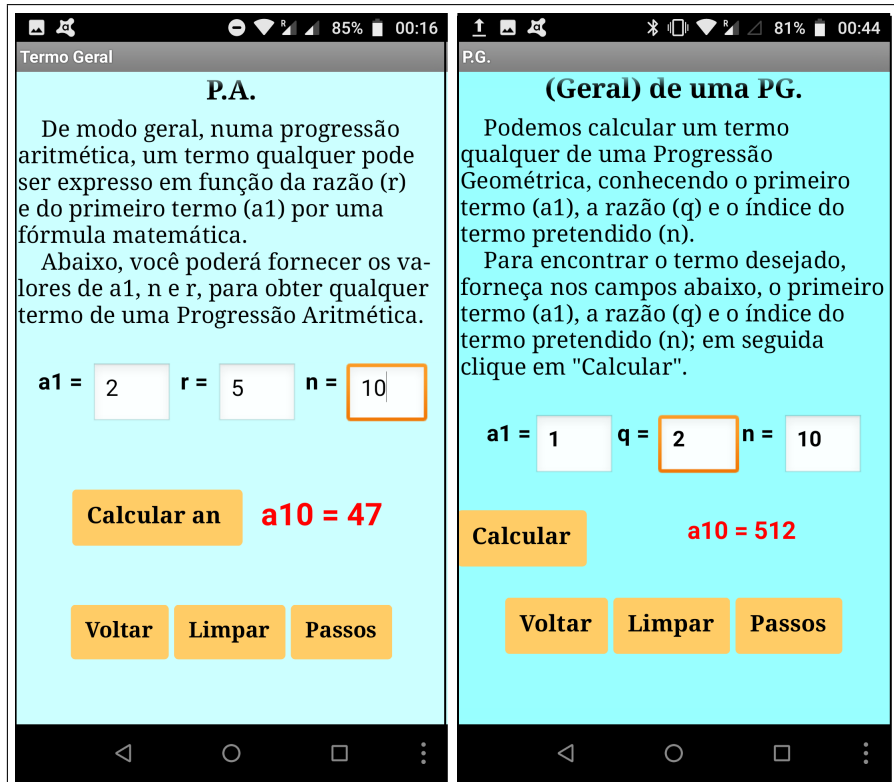 85% 00:16
Termo Geral
P.A.
De modo geral, numa progressão
aritmética, um termo qualquer pode
ser expresso em função da razão (r)
e do primeiro termo (a1) por uma
fórmula matemática.
Abaixo, você poderá fornecer os va-
lores de a1, n e r, para obter qualquer
termo de uma Progressão Aritmética.
a1 = 2 r = 5 n = 10
Calcular an a10 = 47
Voltar Limpar Passos
81% 00:44
P.G.
(Geral) de uma PG.
Podemos calcular um termo
qualquer de uma Progressão
Geométrica, conhecendo o primeiro
termo (a1), a razão (q) e o índice do
termo pretendido (n).
Para encontrar o termo desejado,
forneça nos campos abaixo, o primeiro
termo (a1), a razão (q) e o índice do
termo pretendido (n); em seguida
clique em "Calcular".
a1 = 1 q = 2 n = 10
Calcular a10 = 512
Voltar Limpar Passos